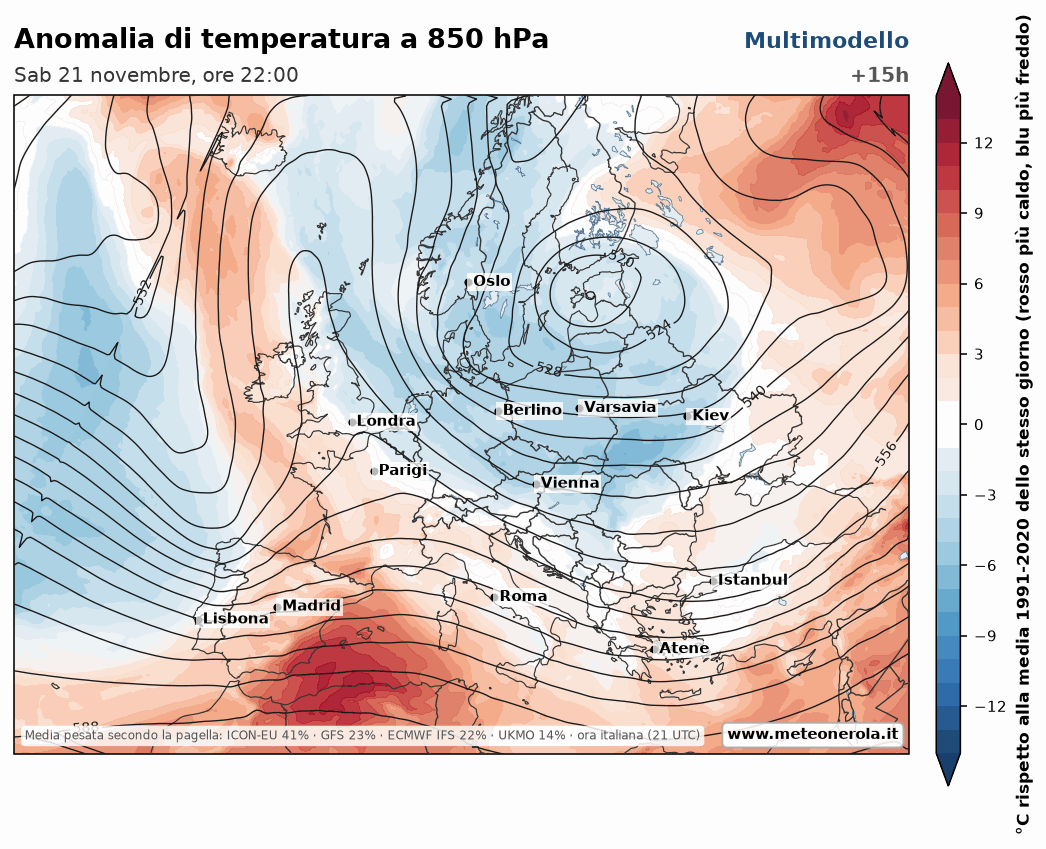 Anomalia di temperatura a 850 hPa
Multimodello
Sab 21 novembre, ore 22:00
+15h
532
510
534
528
540
556
588
Oslo
Berlino
Varsavia
Kiev
Londra
Parigi
Vienna
Istanbul
Roma
Madrid
Lisbona
Atene
Media pesata secondo la pagella: ICON-EU 41% · GFS 23% · ECMWF IFS 22% · UKMO 14% · ora italiana (21 UTC)
www.meteonerola.it
12
9
6
3
0
−3
−6
−9
−12
°C rispetto alla media 1991-2020 dello stesso giorno (rosso più caldo, blu più freddo)